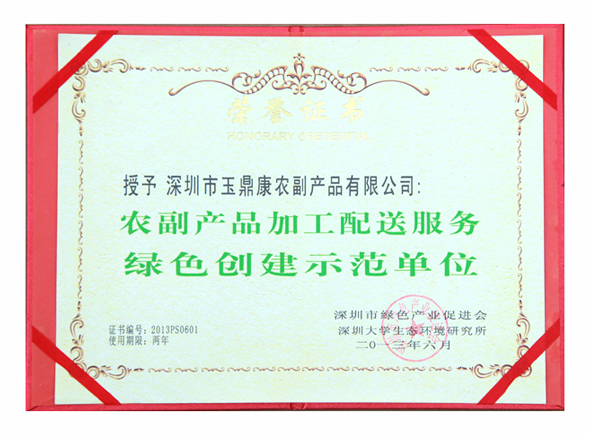 荣誉证书
HONORARY CREDENTIAL
授予 深圳市玉鼎康农副产品有限公司:
农副产品加工配送服务
绿色创建示范单位
深圳市绿色产业促进会
证书编号: 2013PS0601
深圳大学生态环境研究所
使用期限: 两年
二〇一三年六月